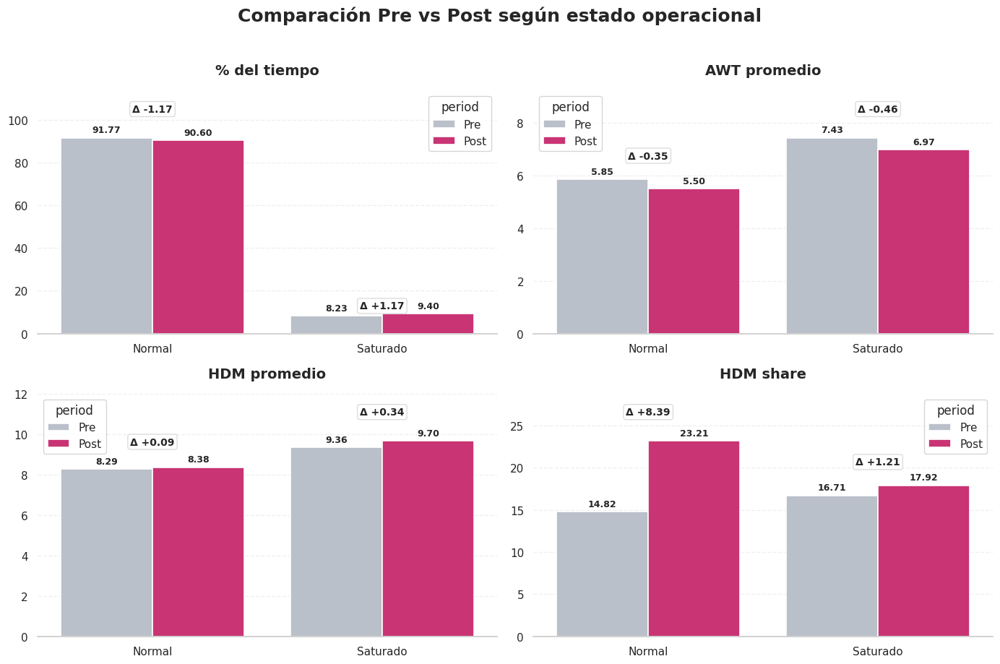 Comparación Pre vs Post según estado operacional
% del tiempo
period
Pre
Post
Δ -1.17
91.77
90.60
Δ +1.17
8.23
9.40
100
80
60
40
20
0
Normal
Saturado
AWT promedio
period
Pre
Post
Δ -0.46
7.43
6.97
Δ -0.35
5.85
5.50
8
6
4
2
0
Normal
Saturado
HDM promedio
period
Pre
Post
Δ +0.34
9.36
9.70
Δ +0.09
8.29
8.38
12
10
8
6
4
2
0
Normal
Saturado
HDM share
period
Pre
Post
Δ +8.39
14.82
23.21
Δ +1.21
16.71
17.92
25
20
15
10
5
0
Normal
Saturado